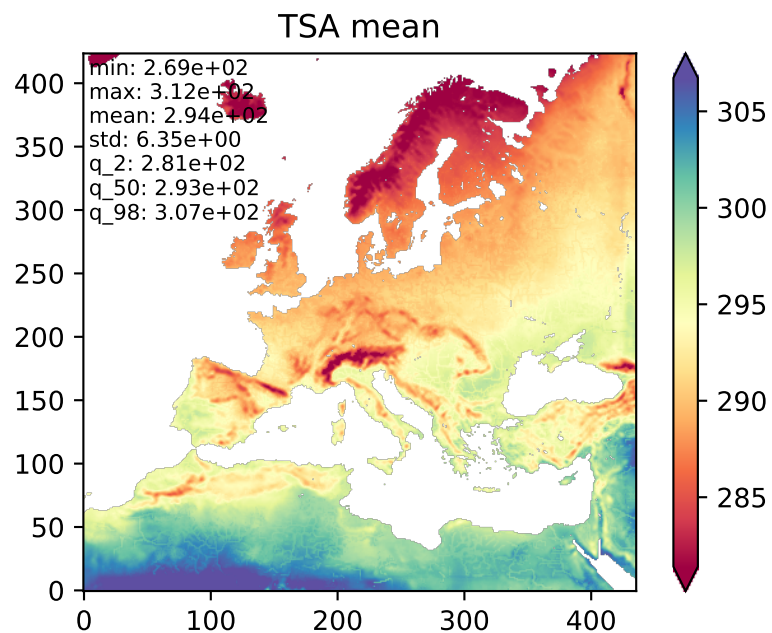 TSA mean
min: 2.69e+02
max: 3.12e+02
mean: 2.94e+02
std: 6.35e+00
q_2: 2.81e+02
q_50: 2.93e+02
q_98: 3.07e+02
400
350
300
250
200
150
100
50
0
0 100 200 300 400
305
300
295
290
285